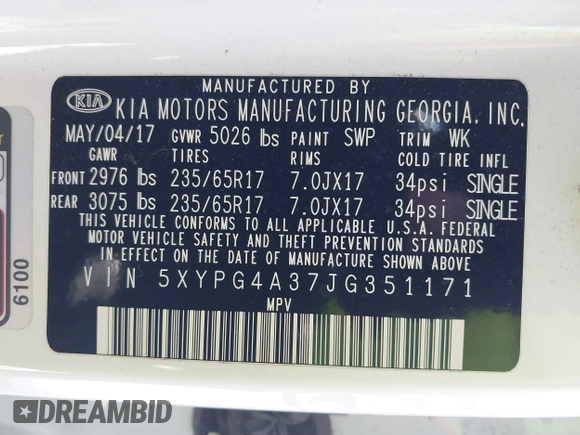 MANUFACTURED BY
KIA KIA MOTORS MANUFACTURING GEORGIA, INC.
MAY/04/17 GVWR 5026 lbs PAINT SWP TRIM WK
GAWR TIRES RIMS COLD TIRE INFL
FRONT 2976 lbs 235/65R17 7.0JX17 34psi SINGLE
REAR 3075 lbs 235/65R17 7.0JX17 34psi SINGLE
THIS VEHICLE CONFORMS TO ALL APPLICABLE U.S.A. FEDERAL
MOTOR VEHICLE SAFETY AND THEFT PREVENTION STANDARDS
IN EFFECT ON THE DATE OF MANUFACTURE SHOWN ABOVE.
VIN 5XYPG4A37JG351171
MPV
6100
DREAMBID